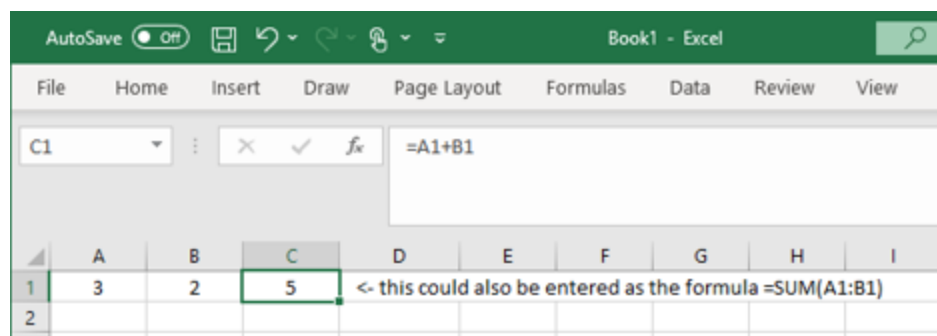 AutoSave Off Book1 - Excel
File Home Insert Draw Page Layout Formulas Data Review View
C1 fx =A1+B1
A B C D E F G H I
1 3 2 5 <- this could also be entered as the formula =SUM(A1:B1)
2